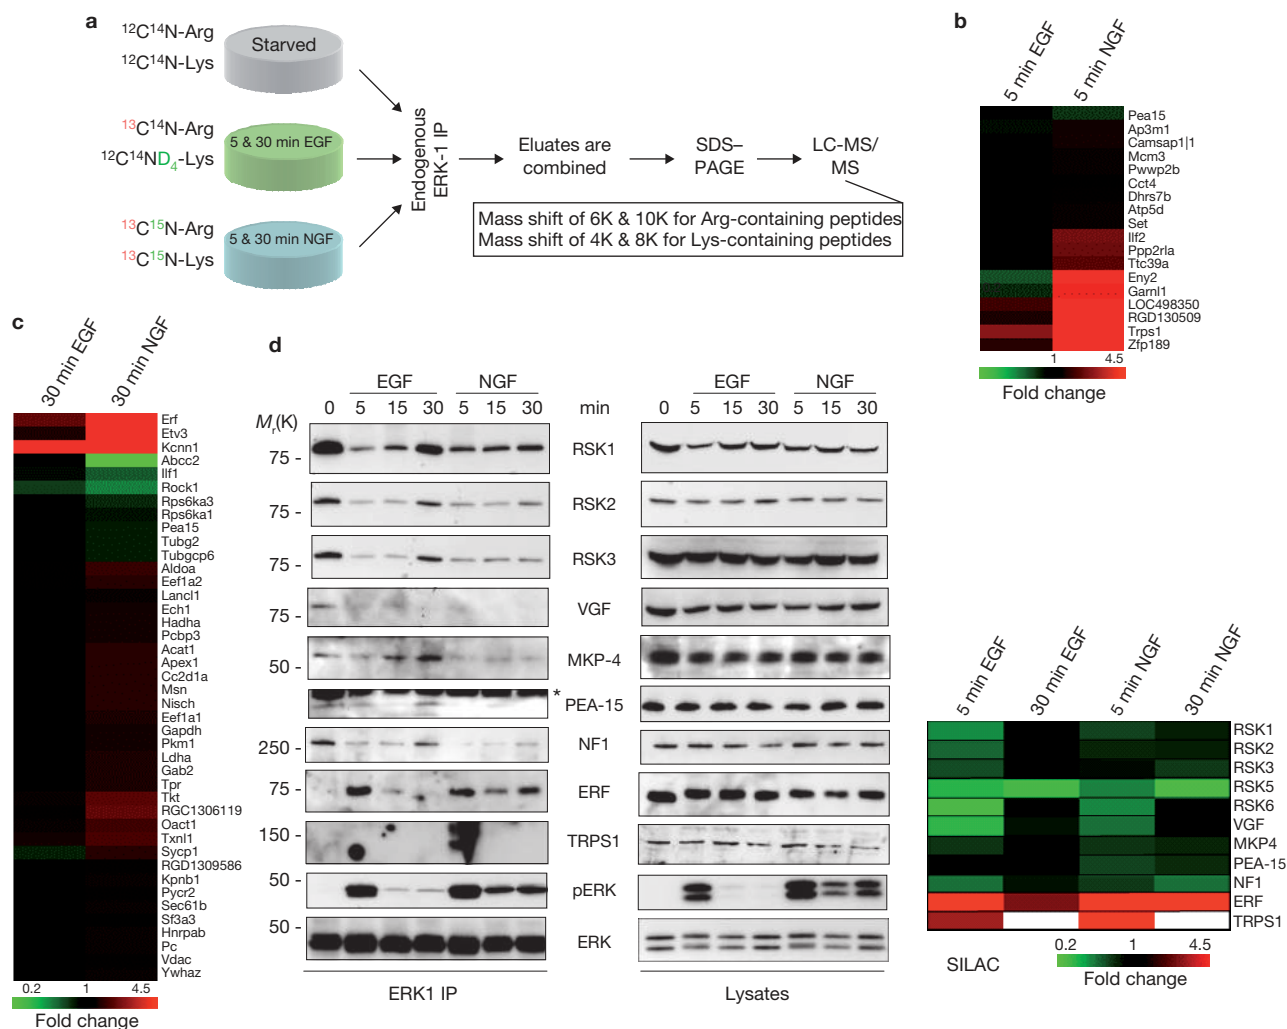 a
¹²C¹⁴N-Arg
¹²C¹⁴N-Lys
Starved
¹³C¹⁴N-Arg
¹²C¹⁴ND₄-Lys
5 & 30 min EGF
¹³C¹⁵N-Arg
¹³C¹⁵N-Lys
5 & 30 min NGF
Endogenous
ERK-1 IP
Eluates are
combined
SDS–
PAGE
LC-MS/
MS
Mass shift of 6K & 10K for Arg-containing peptides
Mass shift of 4K & 8K for Lys-containing peptides
b
5 min EGF
5 min NGF
Pea15
Ap3m1
Camsap1|1
Mcm3
Pwwp2b
Cct4
Dhrs7b
Atp5d
Set
Ilf2
Ppp2rla
Ttc39a
Eny2
Garnl1
LOC498350
RGD130509
Trps1
Zfp189
1 4.5
Fold change
c
30 min EGF
30 min NGF
Erf
Etv3
Kcnn1
Abcc2
Ilf1
Rock1
Rps6ka3
Rps6ka1
Pea15
Tubg2
Tubgcp6
Aldoa
Eef1a2
Lancl1
Ech1
Hadha
Pcbp3
Acat1
Apex1
Cc2d1a
Msn
Nisch
Eef1a1
Gapdh
Pkm1
Ldha
Gab2
Tpr
Tkt
RGC1306119
Oact1
Txnl1
Sycp1
RGD1309586
Kpnb1
Pycr2
Sec61b
Sf3a3
Hnrpab
Pc
Vdac
Ywhaz
0.2 1 4.5
Fold change
d
EGF NGF EGF NGF
0 5 15 30 5 15 30 min 0 5 15 30 5 15 30
Mr(K)
75 - RSK1
75 - RSK2
75 - RSK3
75 - VGF
50 - MKP-4
* PEA-15
250 - NF1
75 - ERF
150 - TRPS1
50 - pERK
50 - ERK
ERK1 IP
Lysates
5 min EGF
30 min EGF
5 min NGF
30 min NGF
RSK1
RSK2
RSK3
RSK5
RSK6
VGF
MKP4
PEA-15
NF1
ERF
TRPS1
SILAC
0.2 1 4.5
Fold change